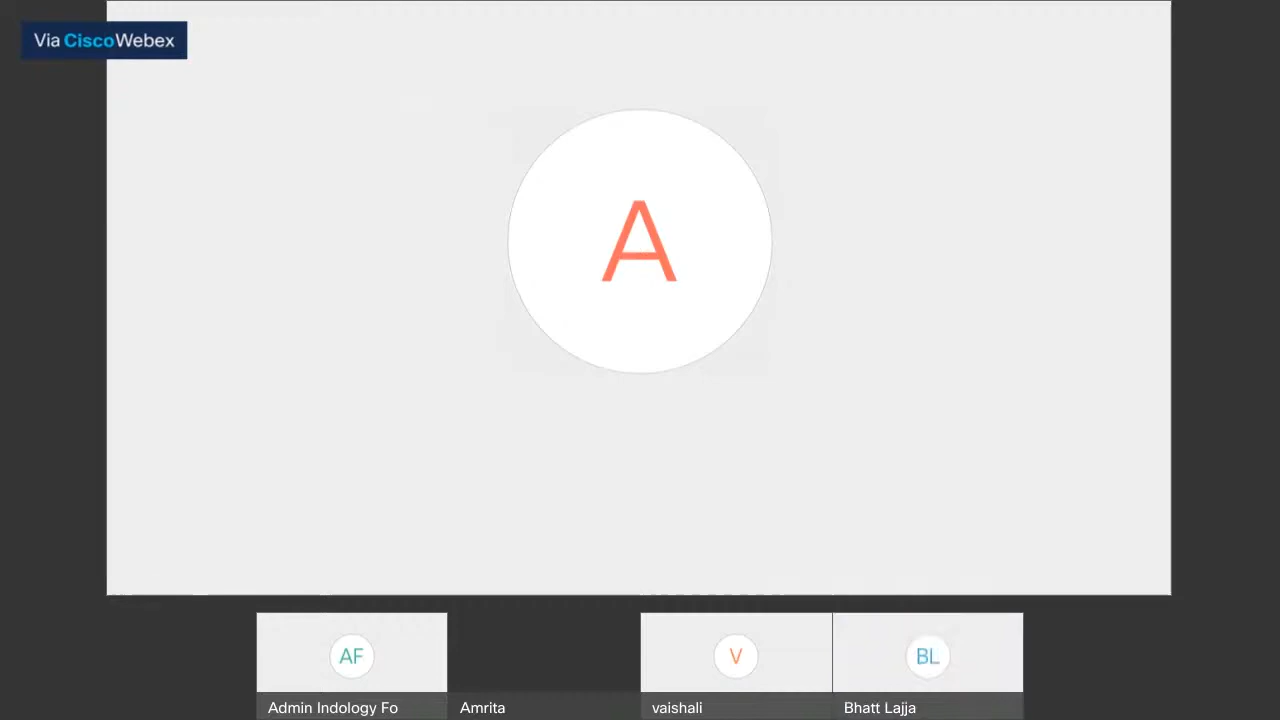 Via CiscoWebex
A
AF
V
BL
Admin Indology Fo
Amrita
vaishali
Bhatt Lajja